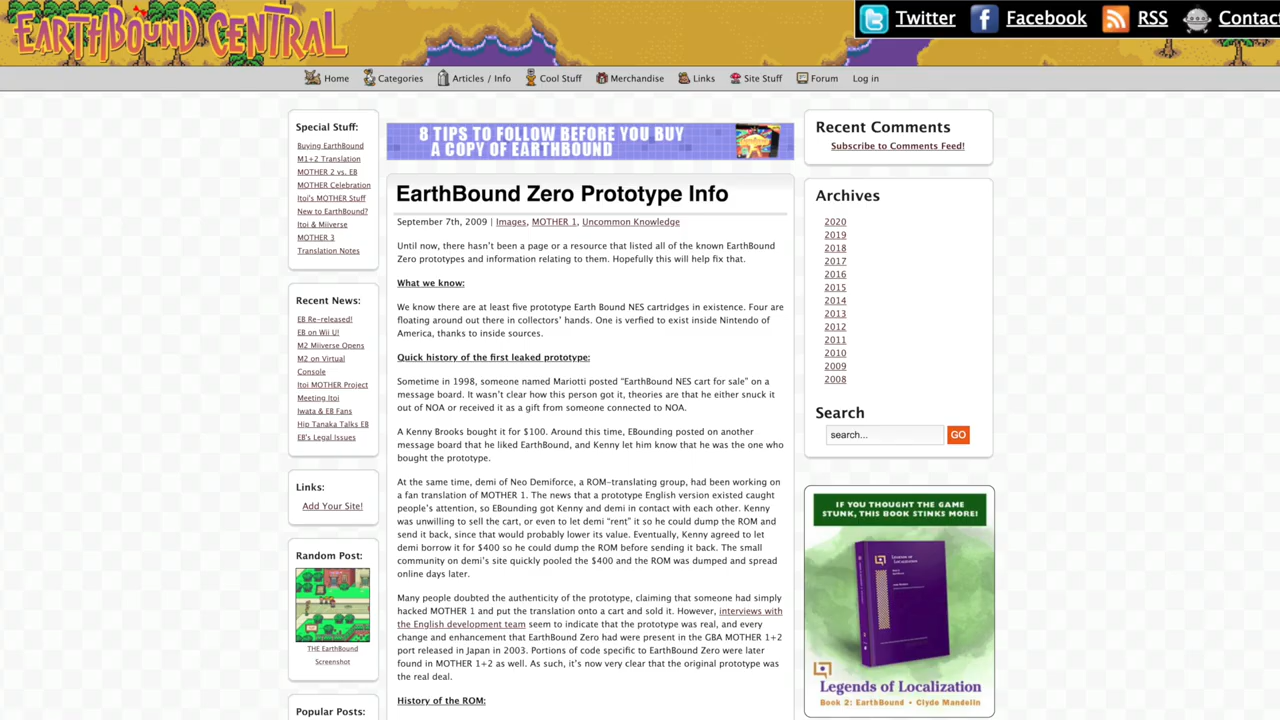 EARTHBOUND CENTRAL
Twitter
Facebook
RSS
Contac
Home
Categories
Articles / Info
Cool Stuff
Merchandise
Links
Site Stuff
Forum
Log in
Special Stuff:
Buying EarthBound
M1+2 Translation
MOTHER 2 vs. EB
MOTHER Celebration
Itoi's MOTHER Stuff
New to EarthBound?
Itoi & Miiverse
MOTHER 3
Translation Notes
Recent News:
EB Re-released!
EB on Wii U!
M2 Miiverse Opens
M2 on Virtual
Console
Itoi MOTHER Project
Meeting Itoi
Iwata & EB Fans
Hip Tanaka Talks EB
EB's Legal Issues
Links:
Add Your Site!
Random Post:
THE EarthBound
Screenshot
Popular Posts:
8 TIPS TO FOLLOW BEFORE YOU BUY
A COPY OF EARTHBOUND
EarthBound Zero Prototype Info
September 7th, 2009 | Images, MOTHER 1, Uncommon Knowledge
Until now, there hasn't been a page or a resource that listed all of the known EarthBound
Zero prototypes and information relating to them. Hopefully this will help fix that.
What we know:
We know there are at least five prototype Earth Bound NES cartridges in existence. Four are
floating around out there in collectors' hands. One is verfied to exist inside Nintendo of
America, thanks to inside sources.
Quick history of the first leaked prototype:
Sometime in 1998, someone named Mariotti posted "EarthBound NES cart for sale" on a
message board. It wasn't clear how this person got it, theories are that he either snuck it
out of NOA or received it as a gift from someone connected to NOA.
A Kenny Brooks bought it for $100. Around this time, EBounding posted on another
message board that he liked EarthBound, and Kenny let him know that he was the one who
bought the prototype.
At the same time, demi of Neo Demiforce, a ROM-translating group, had been working on
a fan translation of MOTHER 1. The news that a prototype English version existed caught
people's attention, so EBounding got Kenny and demi in contact with each other. Kenny
was unwilling to sell the cart, or even to let demi "rent" it so he could dump the ROM and
send it back, since that would probably lower its value. Eventually, Kenny agreed to let
demi borrow it for $400 so he could dump the ROM before sending it back. The small
community on demi's site quickly pooled the $400 and the ROM was dumped and spread
online days later.
Many people doubted the authenticity of the prototype, claiming that someone had simply
hacked MOTHER 1 and put the translation onto a cart and sold it. However, interviews with
the English development team seem to indicate that the prototype was real, and every
change and enhancement that EarthBound Zero had were present in the GBA MOTHER 1+2
port released in Japan in 2003. Portions of code specific to EarthBound Zero were later
found in MOTHER 1+2 as well. As such, it's now very clear that the original prototype was
the real deal.
History of the ROM:
Recent Comments
Subscribe to Comments Feed!
Archives
2020
2019
2018
2017
2016
2015
2014
2013
2012
2011
2010
2009
2008
Search
search...
GO
IF YOU THOUGHT THE GAME
STUNK, THIS BOOK STINKS MORE!
Legends of Localization
Book 2: EarthBound • Clyde Mandelin